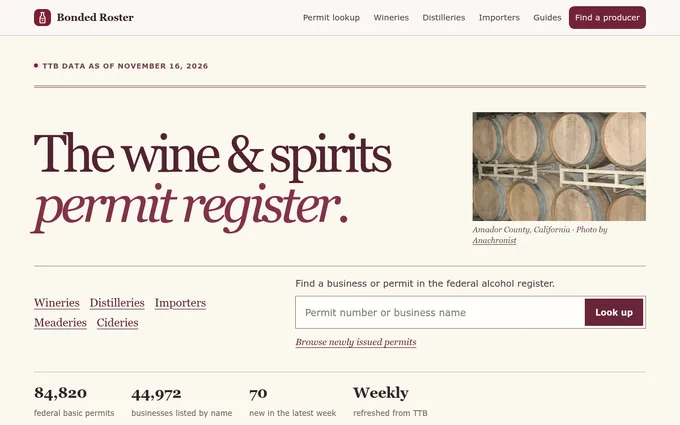 Bonded Roster
Permit lookup Wineries Distilleries Importers Guides Find a producer
TTB DATA AS OF NOVEMBER 16, 2026
The wine & spirits
permit register.
Amador County, California · Photo by
Anachronist
Find a business or permit in the federal alcohol register.
Wineries Distilleries Importers
Meaderies Cideries
Permit number or business name Look up
Browse newly issued permits
84,820 44,972 70 Weekly
federal basic permits businesses listed by name new in the latest week refreshed from TTB